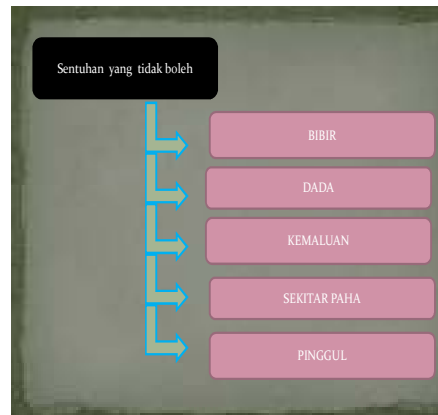 Sentuhan yang tidak boleh
BIBIR
DADA
KEMALUAN
SEKITAR PAHA
PINGGUL